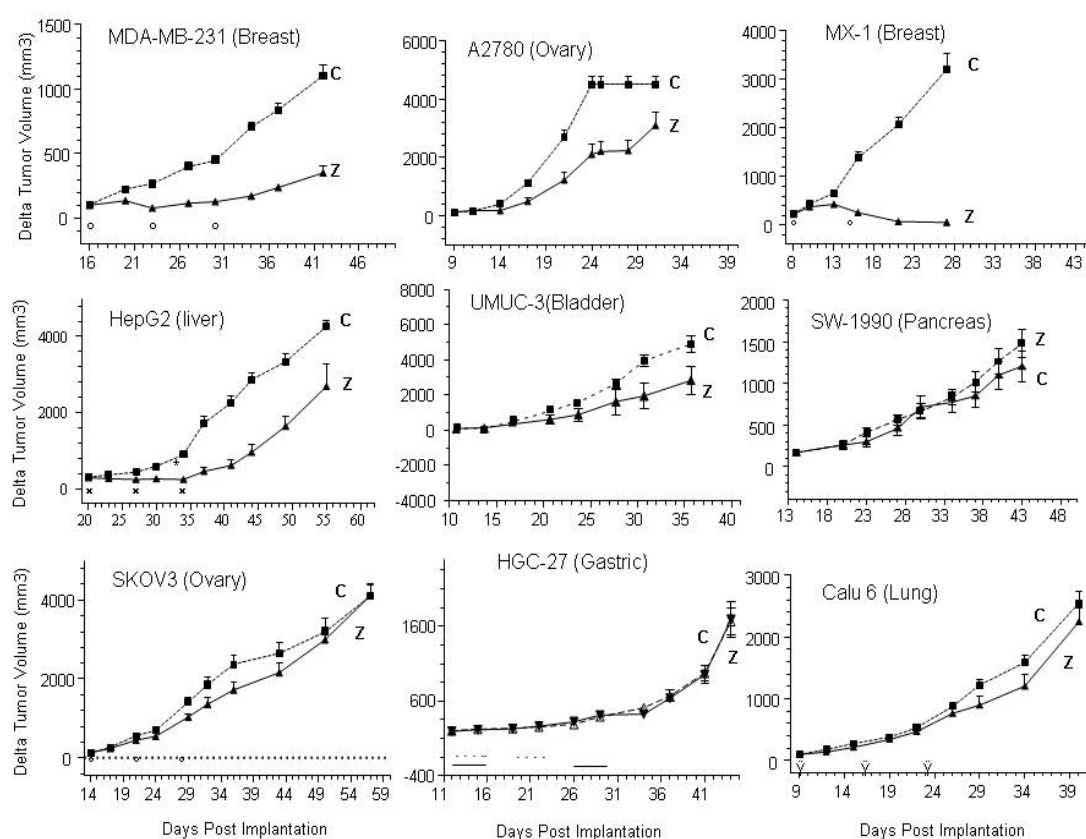 MDA-MB-231 (Breast)
Delta Tumor Volume (mm3)
1500
1000
500
0
C
Z
16 21 26 31 36 41 46
A2780 (Ovary)
6000
4000
2000
0
C
Z
9 14 19 24 29 34 39
MX-1 (Breast)
4000
3000
2000
1000
0
C
Z
8 13 18 23 28 33 38
HepG2 (liver)
Delta Tumor Volume (mm3)
4000
2000
0
C
Z
20 25 30 35 40 45 50 55 60
UMUC-3(Bladder)
8000
6000
4000
2000
0
-2000
-4000
C
Z
10 15 20 25 30 35 40
SW-1990 (Pancreas)
2000
1500
1000
500
0
Z
C
13 18 23 28 33 38 43 48
SKOV3 (Ovary)
Delta Tumor Volume (mm3)
4000
2000
0
C
Z
14 19 24 29 34 39 44 49 54 59
Days Post Implantation
HGC-27 (Gastric)
1600
600
-400
C
Z
11 16 21 26 31 36 41
Days Post Implantation
Calu 6 (Lung)
3000
2000
1000
0
C
Z
9 14 19 24 29 34 39
Days Post Implantation